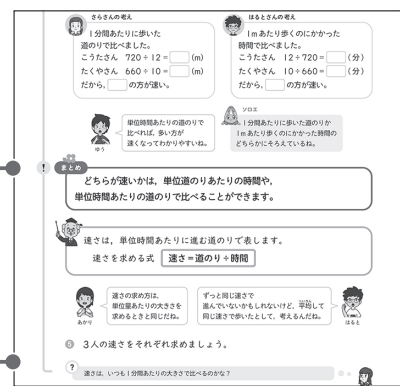 さらさんの考え
1分間あたりに歩いた
道のりで比べました。
こうたさん 720÷12=□(m)
たくやさん 660÷10=□(m)
だから、□の方が速い。
はるとさんの考え
1mあたり歩くのにかかった
時間で比べました。
こうたさん 12÷720=□(分)
たくやさん 10÷660=□(分)
だから、□の方が速い。
単位時間あたりの道のりで
比べれば、多い方が
速くなってわかりやすいね。
ゆう
ソロエ
1分間あたりに歩いた道のりか
1mあたり歩くのにかかった時間の
どちらかにそろえているね。
!
まとめ
どちらが速いかは、単位道のりあたりの時間や、
単位時間あたりの道のりで比べることができます。
速さは、単位時間あたりに進む道のりで表します。
速さを求める式 速さ=道のり÷時間
速さの求め方は、
単位量あたりの大きさを
求めるときと同じだね。
あかり
ずっと同じ速さで
進んでいないかもしれないけど、平均して
同じ速さで歩いたとして、考えるんだね。
はると
⑤ 3人の速さをそれぞれ求めましょう。
?
速さは、いつも1分間あたりの大きさで比べるのかな?